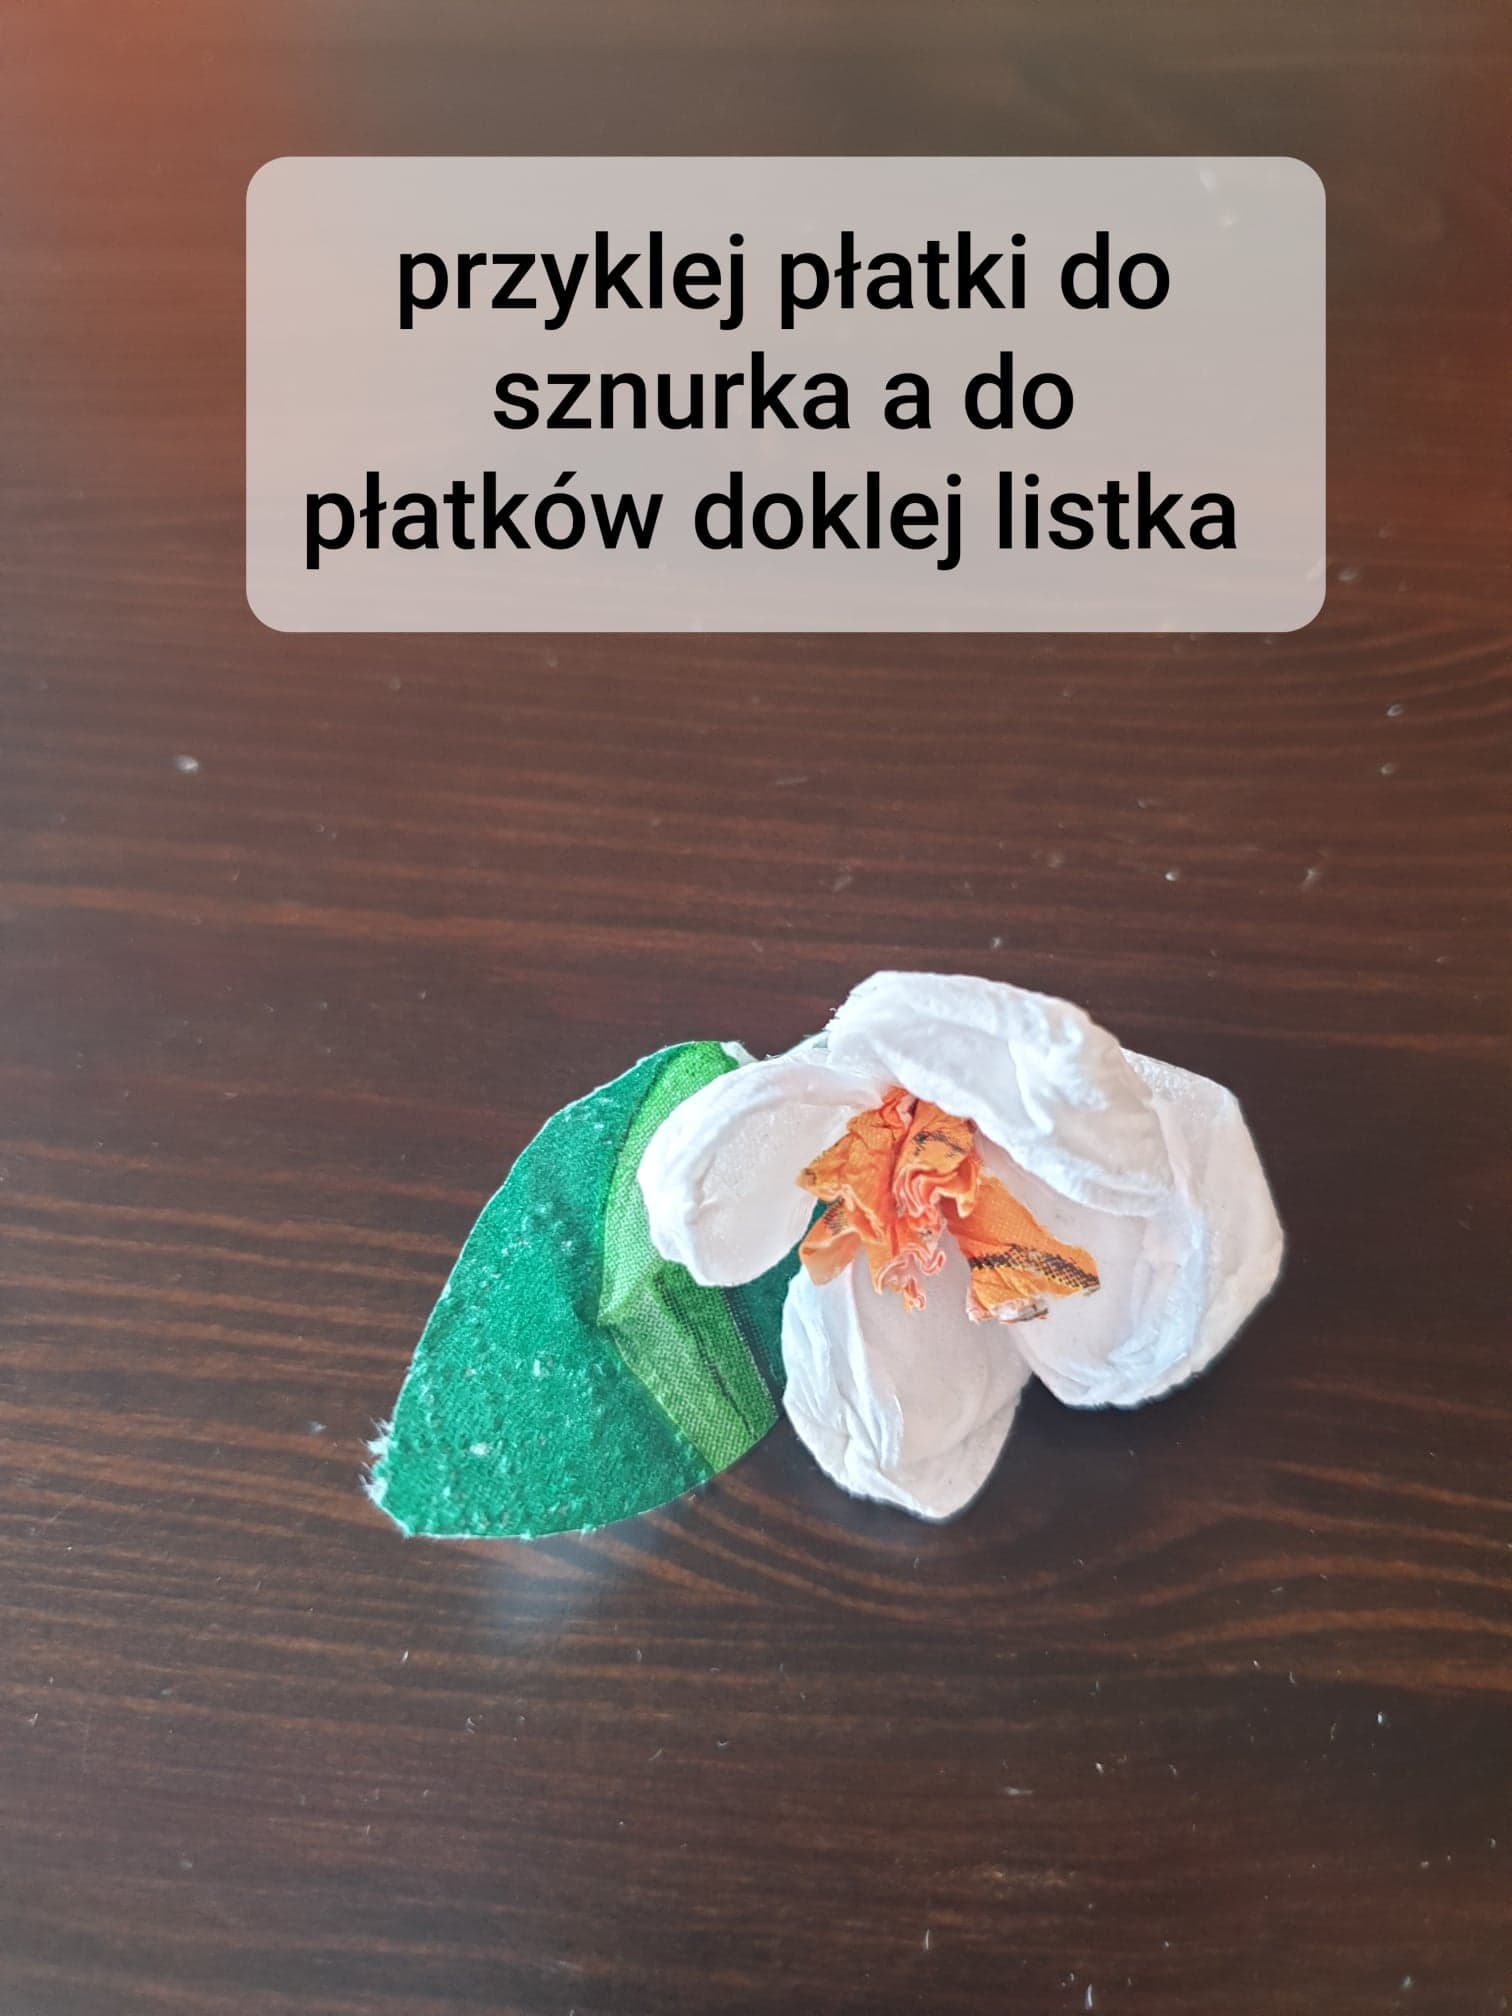 przyklej płatki do
sznurka a do
płatków doklej listka